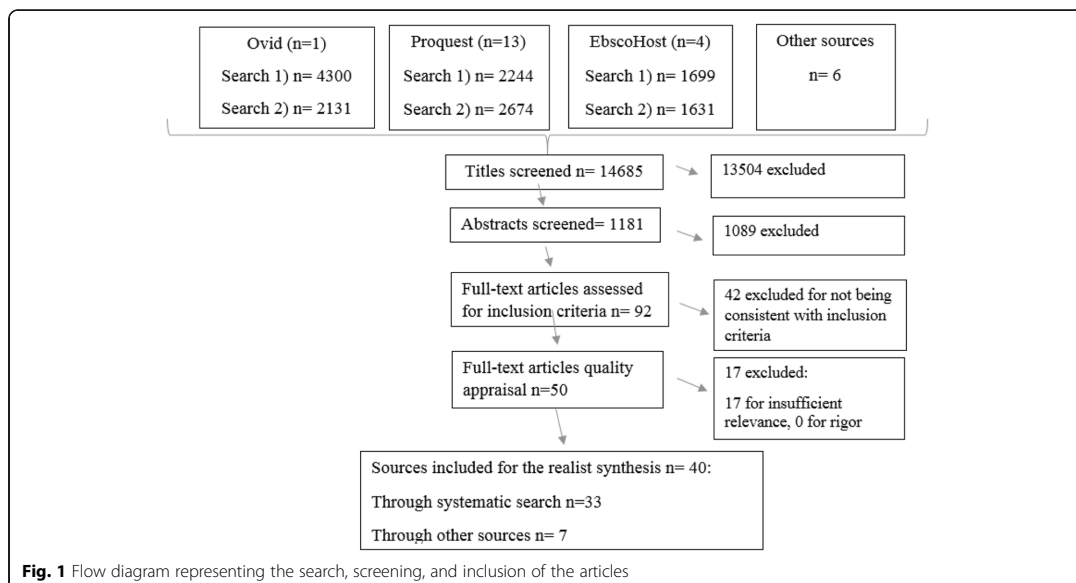 Ovid (n=1)
Search 1) n= 4300
Search 2) n= 2131
Proquest (n=13)
Search 1) n= 2244
Search 2) n= 2674
EbscoHost (n=4)
Search 1) n= 1699
Search 2) n= 1631
Other sources
n= 6
Titles screened n= 14685
13504 excluded
Abstracts screened= 1181
1089 excluded
Full-text articles assessed
for inclusion criteria n= 92
42 excluded for not being
consistent with inclusion
criteria
Full-text articles quality
appraisal n=50
17 excluded:
17 for insufficient
relevance, 0 for rigor
Sources included for the realist synthesis n= 40:
Through systematic search n=33
Through other sources n= 7
Fig. 1 Flow diagram representing the search, screening, and inclusion of the articles